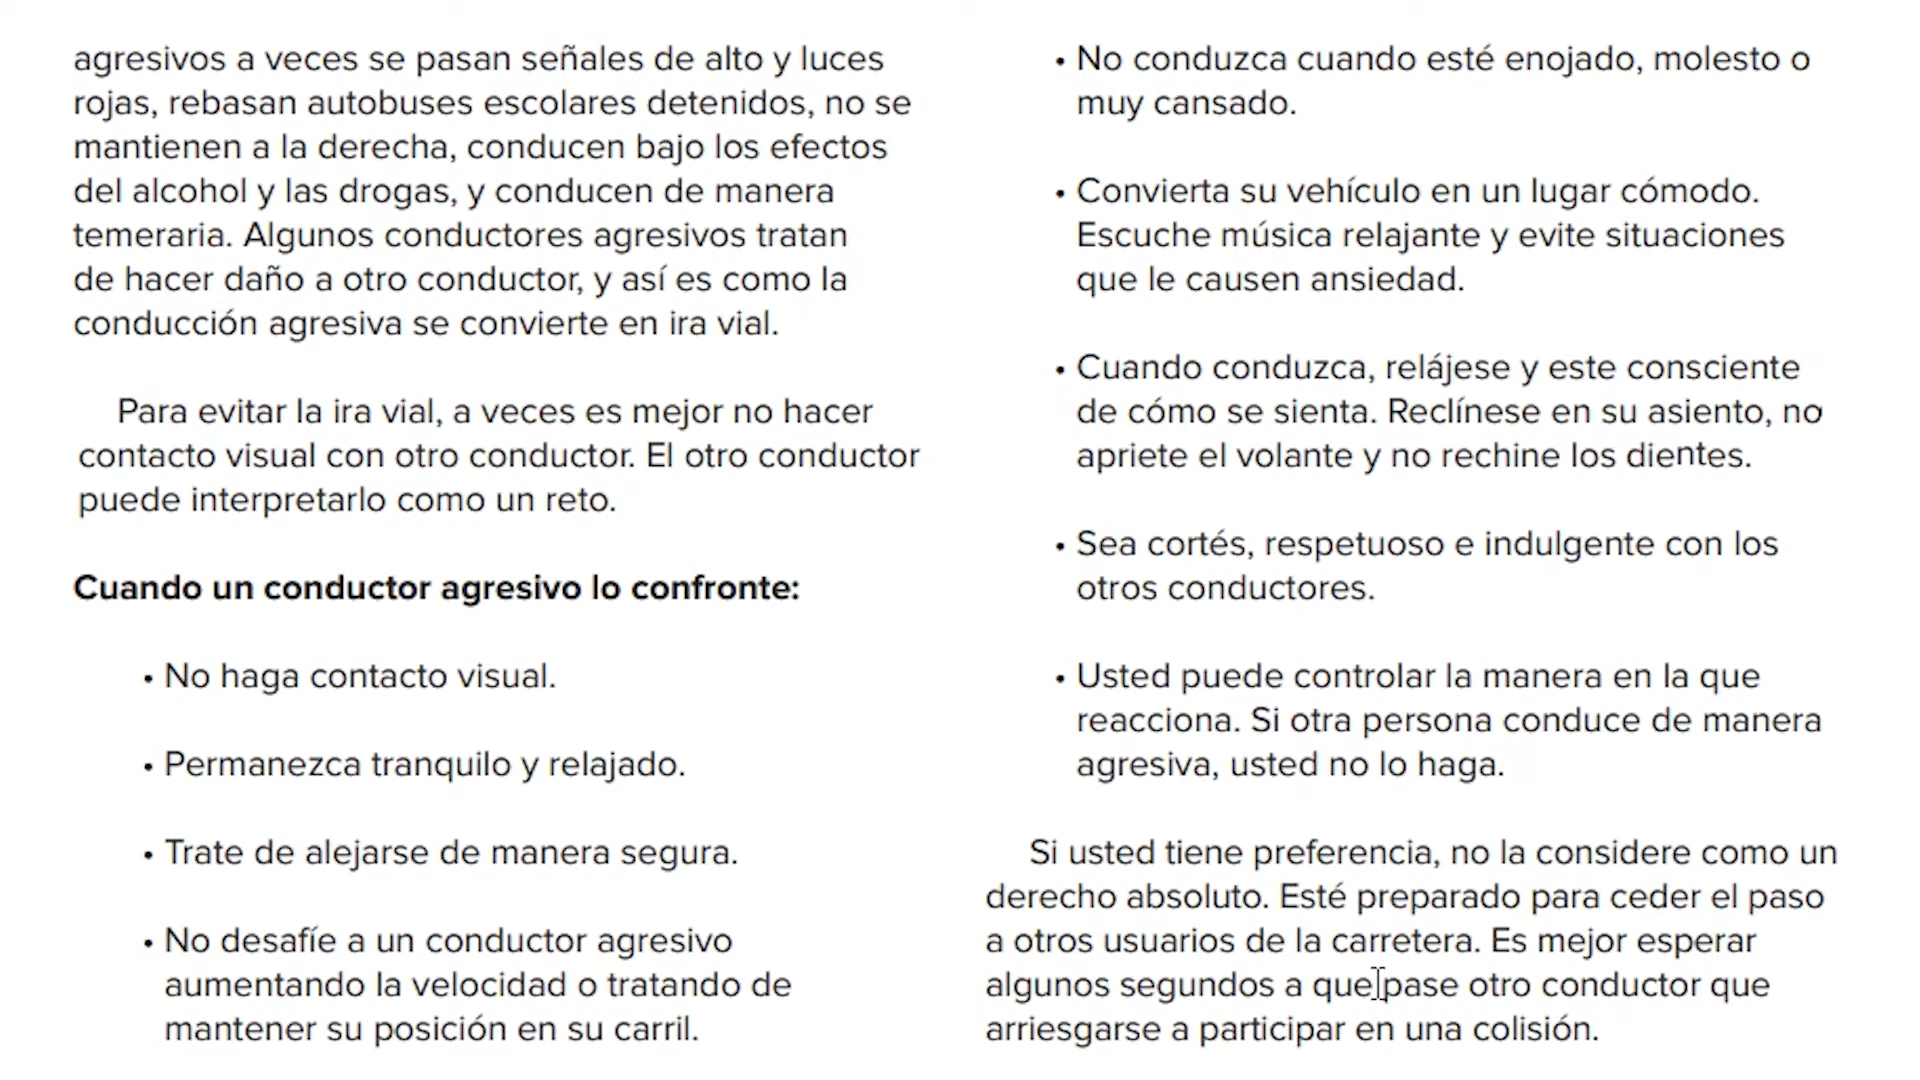 agresivos a veces se pasan señales de alto y luces
rojas, rebasan autobuses escolares detenidos, no se
mantienen a la derecha, conducen bajo los efectos
del alcohol y las drogas, y conducen de manera
temeraria. Algunos conductores agresivos tratan
de hacer daño a otro conductor, y así es como la
conducción agresiva se convierte en ira vial.
Para evitar la ira vial, a veces es mejor no hacer
contacto visual con otro conductor. El otro conductor
puede interpretarlo como un reto.
Cuando un conductor agresivo lo confronte:
• No haga contacto visual.
• Permanezca tranquilo y relajado.
• Trate de alejarse de manera segura.
• No desafíe a un conductor agresivo
aumentando la velocidad o tratando de
mantener su posición en su carril.
• No conduzca cuando esté enojado, molesto o
muy cansado.
• Convierta su vehículo en un lugar cómodo.
Escuche música relajante y evite situaciones
que le causen ansiedad.
• Cuando conduzca, relájese y este consciente
de cómo se sienta. Reclínese en su asiento, no
apriete el volante y no rechine los dientes.
• Sea cortés, respetuoso e indulgente con los
otros conductores.
• Usted puede controlar la manera en la que
reacciona. Si otra persona conduce de manera
agresiva, usted no lo haga.
Si usted tiene preferencia, no la considere como un
derecho absoluto. Esté preparado para ceder el paso
a otros usuarios de la carretera. Es mejor esperar
algunos segundos a que pase otro conductor que
arriesgarse a participar en una colisión.